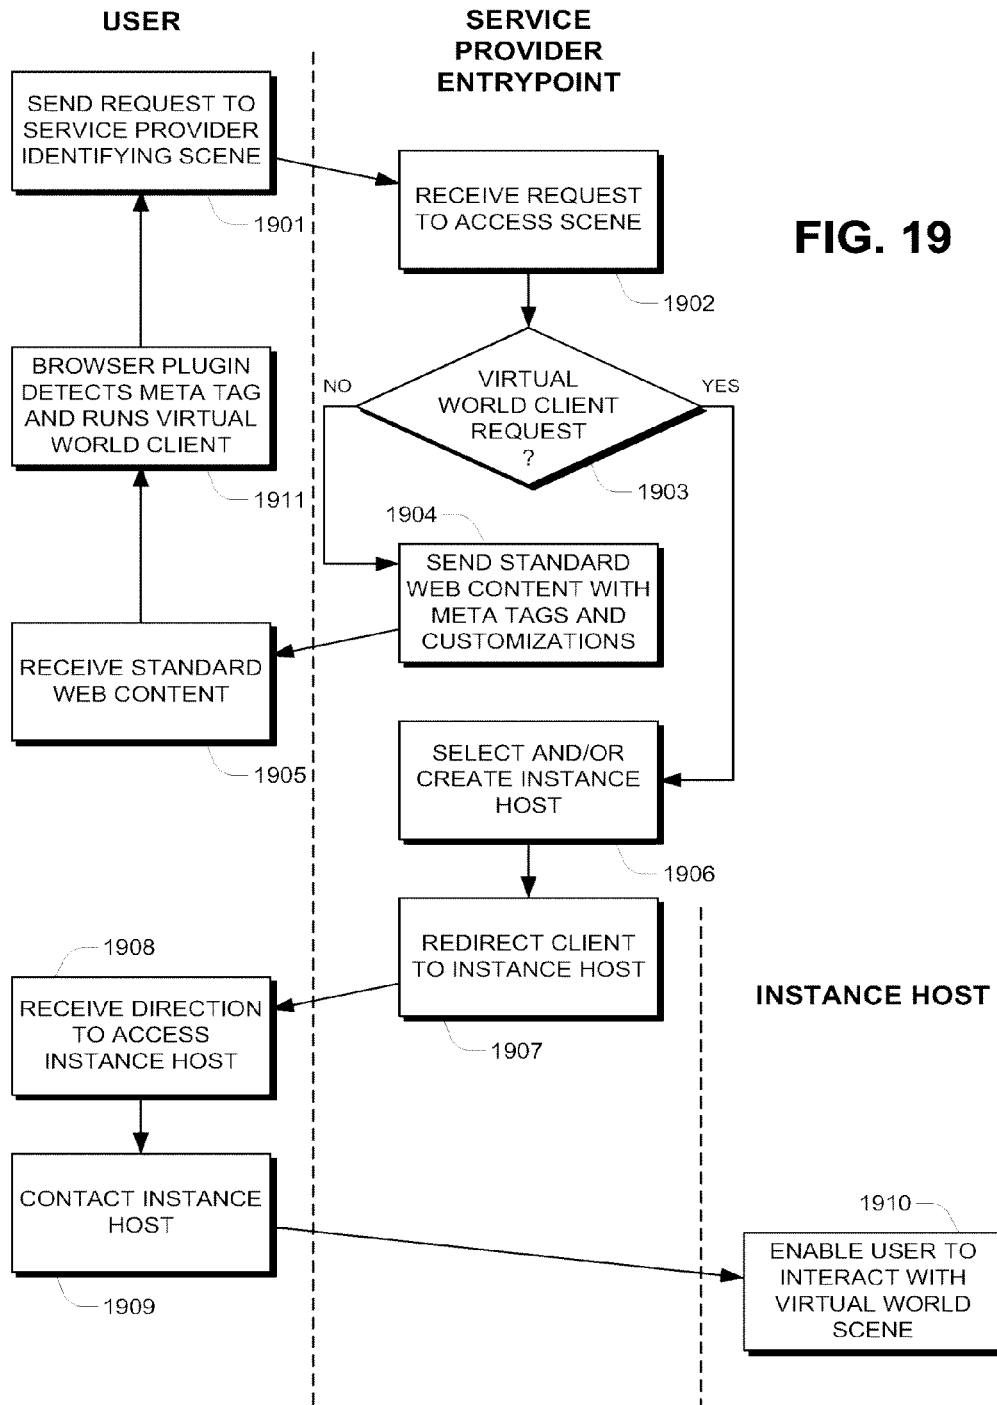 USER
SERVICE
PROVIDER
ENTRYPOINT
SEND REQUEST TO
SERVICE PROVIDER
IDENTIFYING SCENE
1901
RECEIVE REQUEST
TO ACCESS SCENE
1902
FIG. 19
BROWSER PLUGIN
DETECTS META TAG
AND RUNS VIRTUAL
WORLD CLIENT
1911
NO
VIRTUAL
WORLD CLIENT
REQUEST
?
YES
1903
1904
SEND STANDARD
WEB CONTENT WITH
META TAGS AND
CUSTOMIZATIONS
RECEIVE STANDARD
WEB CONTENT
1905
SELECT AND/OR
CREATE INSTANCE
HOST
1906
REDIRECT CLIENT
TO INSTANCE HOST
1907
1908
RECEIVE DIRECTION
TO ACCESS
INSTANCE HOST
INSTANCE HOST
CONTACT INSTANCE
HOST
1909
1910
ENABLE USER TO
INTERACT WITH
VIRTUAL WORLD
SCENE